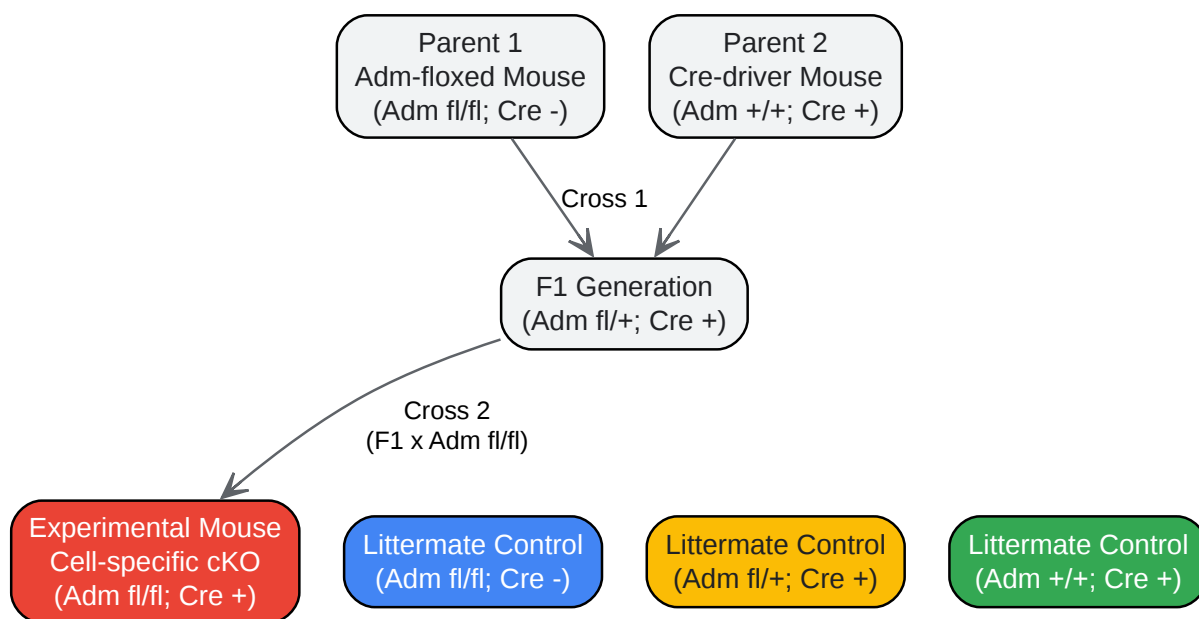 Parent 1
Adm-floxed Mouse
(Adm fl/fl; Cre -)
Parent 2
Cre-driver Mouse
(Adm +/+; Cre +)
Cross 1
F1 Generation
(Adm fl/+; Cre +)
Cross 2
(F1 x Adm fl/fl)
Experimental Mouse
Cell-specific cKO
(Adm fl/fl; Cre +)
Littermate Control
(Adm fl/fl; Cre -)
Littermate Control
(Adm fl/+; Cre +)
Littermate Control
(Adm +/+; Cre +)